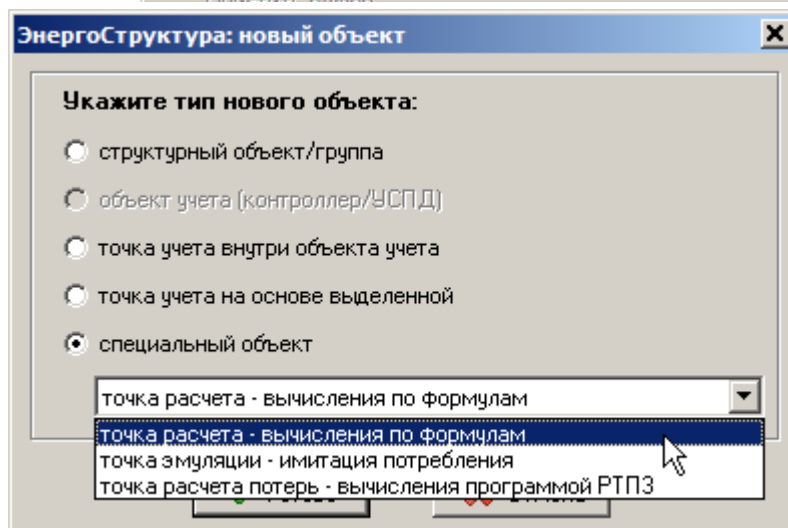 ЭнергоСтруктура: новый объект
Укажите тип нового объекта:
структурный объект/группа
объект учета (контроллер/УСПД)
точка учета внутри объекта учета
точка учета на основе выделенной
специальный объект
точка расчета - вычисления по формулам
точка расчета - вычисления по формулам
точка эмуляции - имитация потребления
точка расчета потерь - вычисления программой РТПЗ